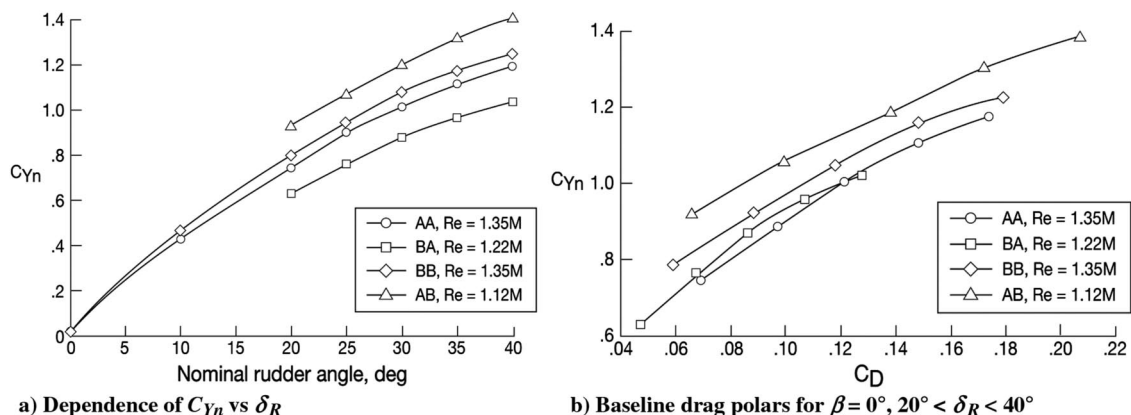 1.4
1.2
1.0
CYn
.8
.6
.4
.2
0
0 5 10 15 20 25 30 35 40
Nominal rudder angle, deg
AA, Re = 1.35M
BA, Re = 1.22M
BB, Re = 1.35M
AB, Re = 1.12M
a) Dependence of CYn vs δR
1.4
1.2
CYn
1.0
.8
.6
.04 .06 .08 .10 .12 .14 .16 .18 .20 .22
CD
AA, Re = 1.35M
BA, Re = 1.22M
BB, Re = 1.35M
AB, Re = 1.12M
b) Baseline drag polars for β = 0°, 20° < δR < 40°